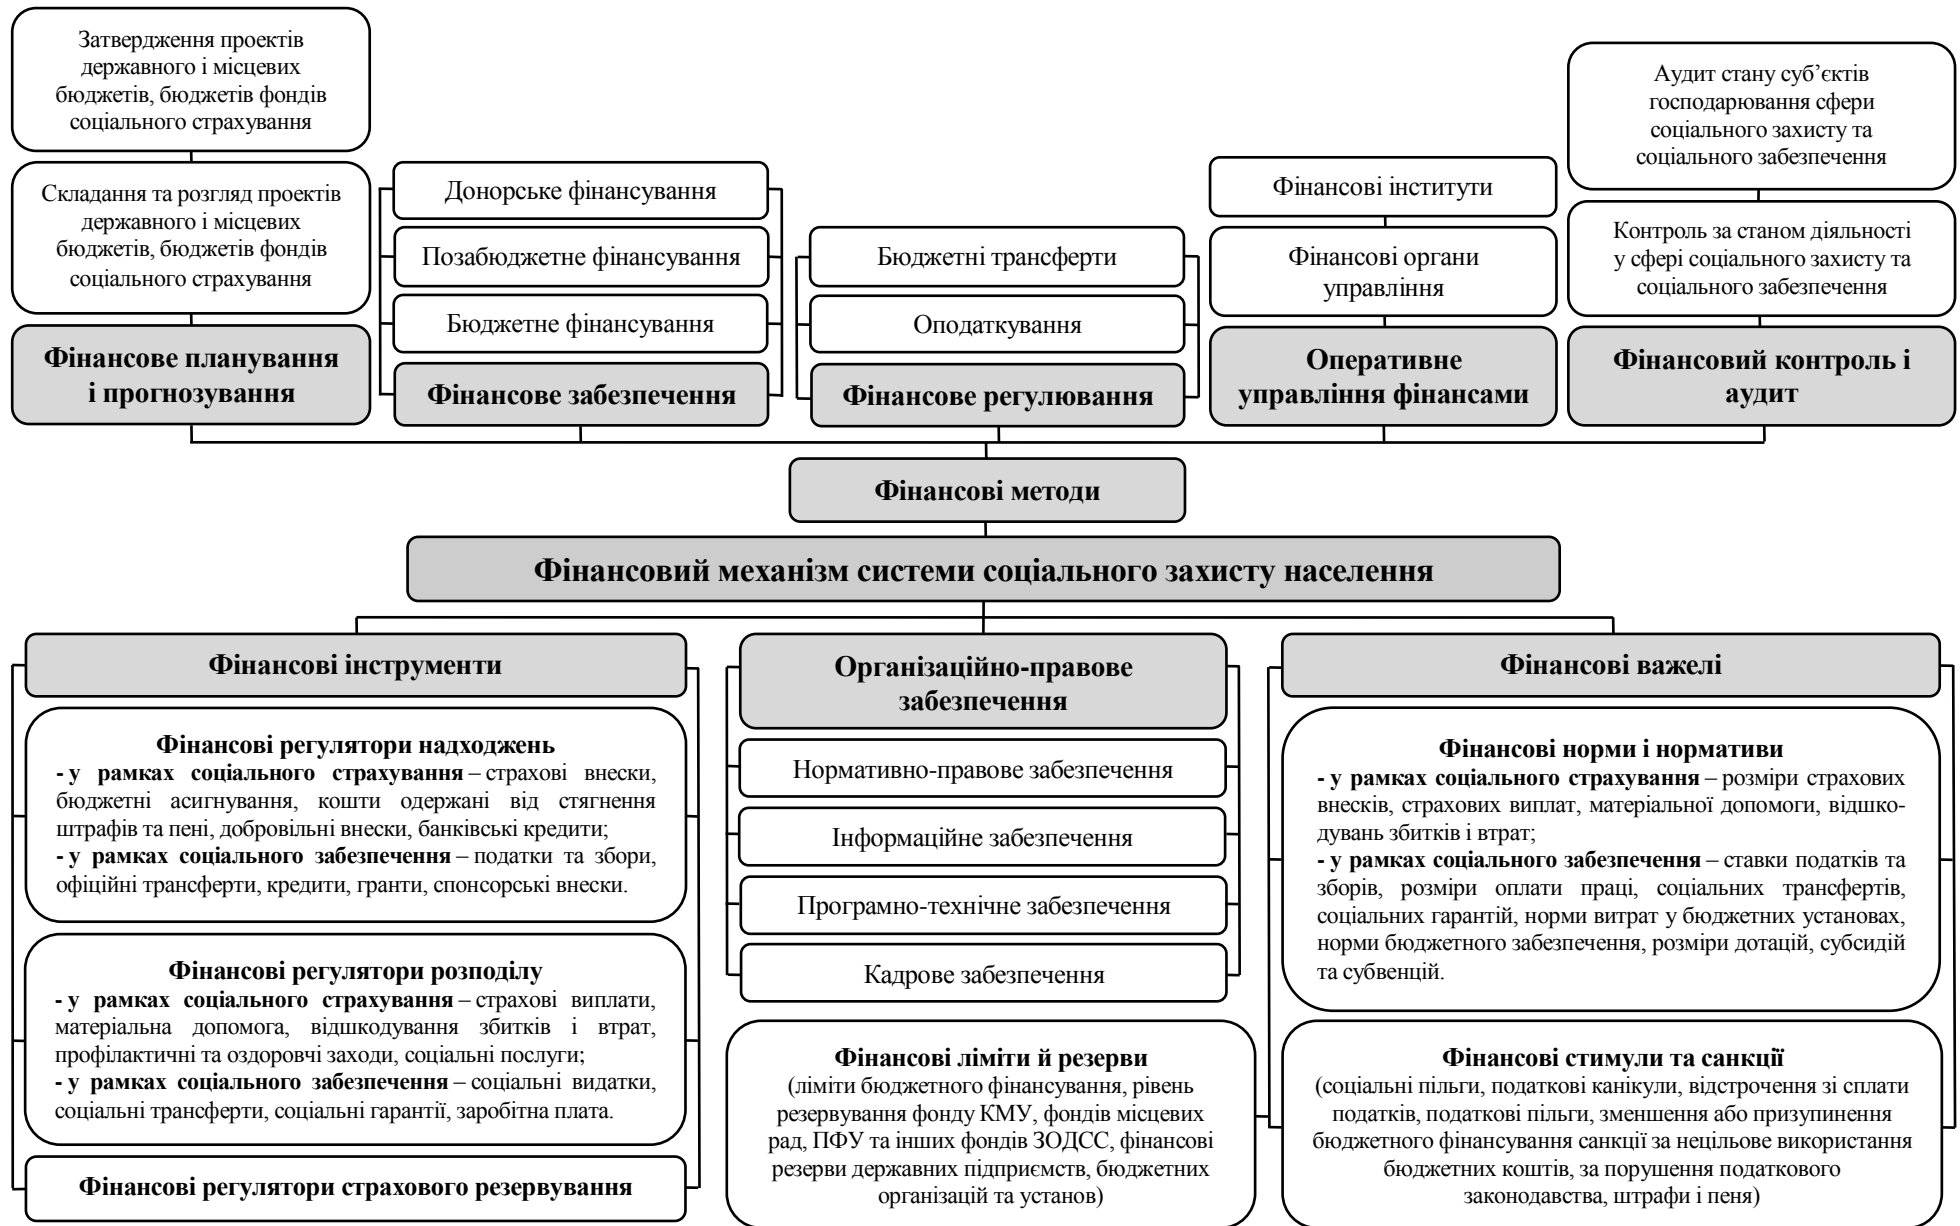 Затвердження проектів
державного і місцевих
бюджетів, бюджетів фондів
соціального страхування
Складання та розгляд проектів
державного і місцевих
бюджетів, бюджетів фондів
соціального страхування
Фінансове планування
і прогнозування
Донорське фінансування
Позабюджетне фінансування
Бюджетне фінансування
Фінансове забезпечення
Бюджетні трансферти
Оподаткування
Фінансове регулювання
Фінансові інститути
Фінансові органи
управління
Оперативне
управління фінансами
Аудит стану суб’єктів
господарювання сфери
соціального захисту та
соціального забезпечення
Контроль за станом діяльності
у сфері соціального захисту та
соціального забезпечення
Фінансовий контроль і
аудит
Фінансові методи
Фінансовий механізм системи соціального захисту населення
Фінансові інструменти
Фінансові регулятори надходжень
- у рамках соціального страхування – страхові внески,
бюджетні асигнування, кошти одержані від стягнення
штрафів та пені, добровільні внески, банківські кредити;
- у рамках соціального забезпечення – податки та збори,
офіційні трансферти, кредити, гранти, спонсорські внески.
Фінансові регулятори розподілу
- у рамках соціального страхування – страхові виплати,
матеріальна допомога, відшкодування збитків і втрат,
профілактичні та оздоровчі заходи, соціальні послуги;
- у рамках соціального забезпечення – соціальні видатки,
соціальні трансферти, соціальні гарантії, заробітна плата.
Фінансові регулятори страхового резервування
Організаційно-правове
забезпечення
Нормативно-правове забезпечення
Інформаційне забезпечення
Програмно-технічне забезпечення
Кадрове забезпечення
Фінансові важелі
Фінансові норми і нормативи
- у рамках соціального страхування – розміри страхових
внесків, страхових виплат, матеріальної допомоги, відшко-
дувань збитків і втрат;
- у рамках соціального забезпечення – ставки податків та
зборів, розміри оплати праці, соціальних трансфертів,
соціальних гарантій, норми витрат у бюджетних установах,
норми бюджетного забезпечення, розміри дотацій, субсидій
та субвенцій.
Фінансові ліміти й резерви
(ліміти бюджетного фінансування, рівень
резервування фонду КМУ, фондів місцевих
рад, ПФУ та інших фондів ЗОДСС, фінансові
резерви державних підприємств, бюджетних
організацій та установ)
Фінансові стимули та санкції
(соціальні пільги, податкові канікули, відстрочення зі сплати
податків, податкові пільги, зменшення або призупинення
бюджетного фінансування санкції за нецільове використання
бюджетних коштів, за порушення податкового
законодавства, штрафи і пеня)